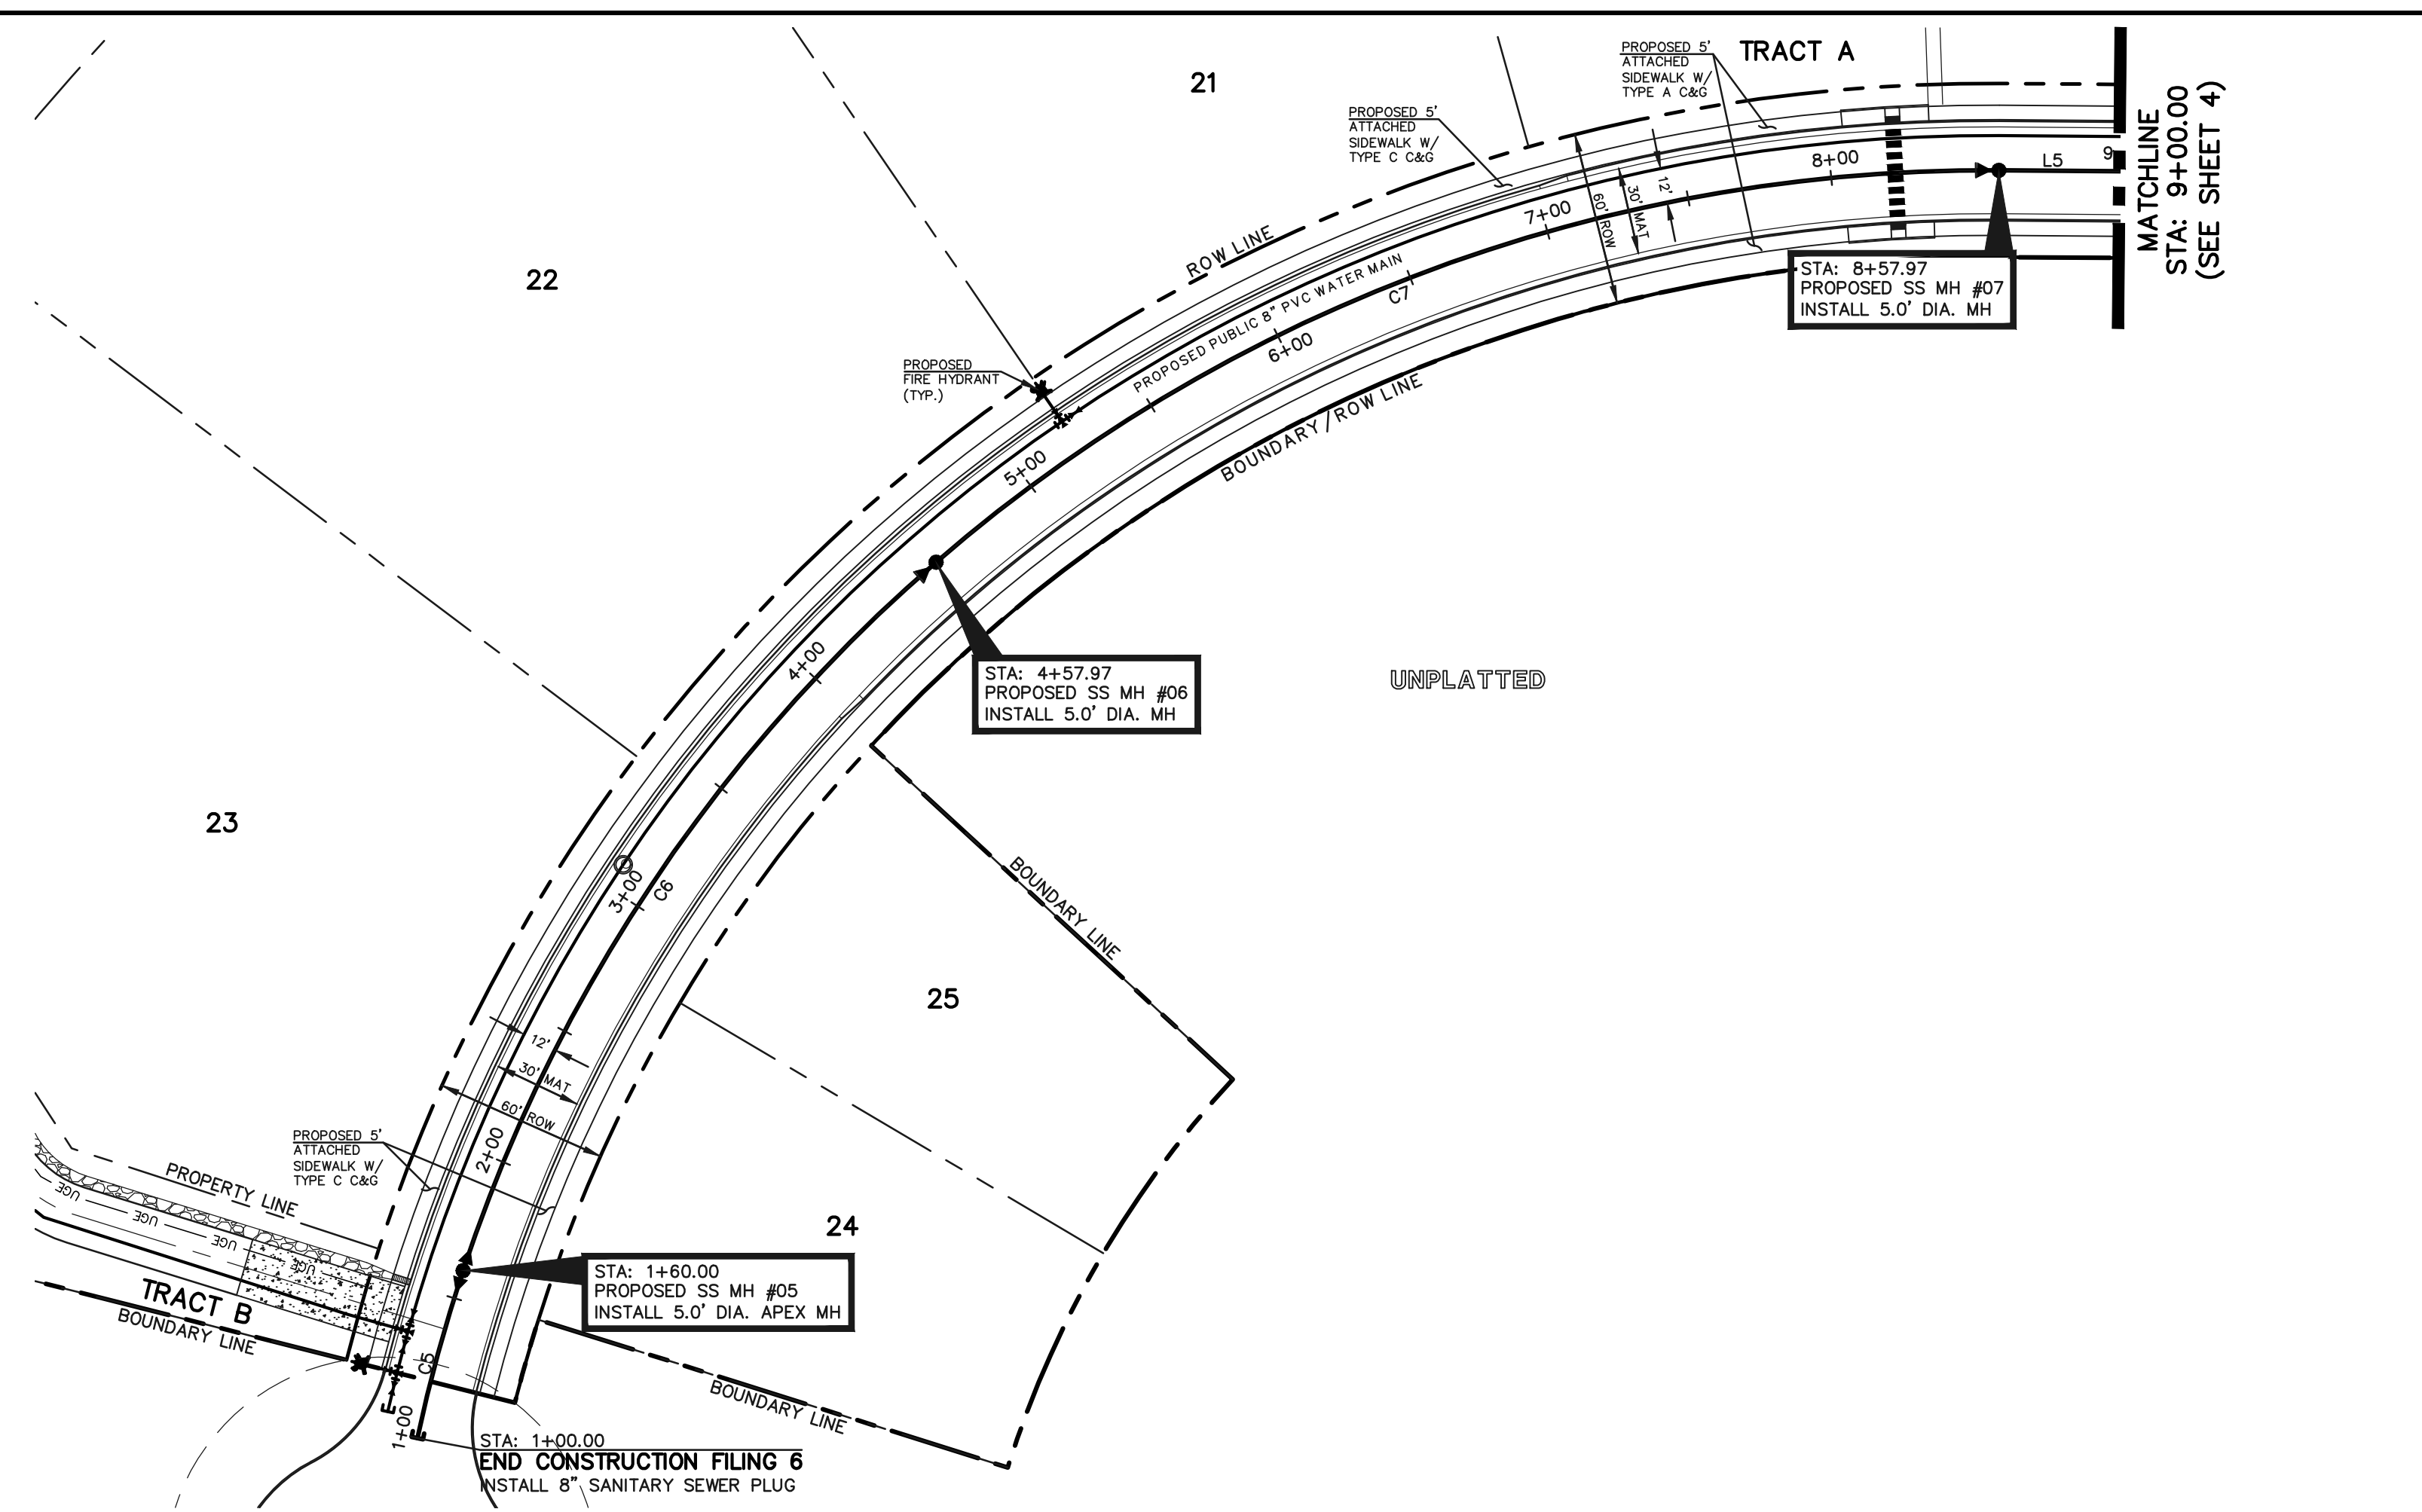 TRACT A
PROPOSED 5'
ATTACHED
SIDEWALK W/
TYPE A C&G
21
PROPOSED 5'
ATTACHED
SIDEWALK W/
TYPE C C&G
MATCHLINE
STA: 9+00.00
(SEE SHEET 4)
8+00
L5
9
12'
30' MAT
60' ROW
7+00
ROW LINE
22
STA: 8+57.97
PROPOSED SS MH #07
INSTALL 5.0' DIA. MH
PROPOSED PUBLIC 8" PVC WATER MAIN
C7
6+00
PROPOSED
FIRE HYDRANT
(TYP.)
BOUNDARY/ROW LINE
5+00
4+00
STA: 4+57.97
PROPOSED SS MH #06
INSTALL 5.0' DIA. MH
UNPLATTED
23
3+00
C6
BOUNDARY LINE
25
12'
30' MAT
60' ROW
2+00
PROPOSED 5'
ATTACHED
SIDEWALK W/
TYPE C C&G
PROPERTY LINE
UGE
UGE
UGE
UGE
24
STA: 1+60.00
PROPOSED SS MH #05
INSTALL 5.0' DIA. APEX MH
TRACT B
BOUNDARY LINE
C5
BOUNDARY LINE
1+00
STA: 1+00.00
END CONSTRUCTION FILING 6
INSTALL 8" SANITARY SEWER PLUG